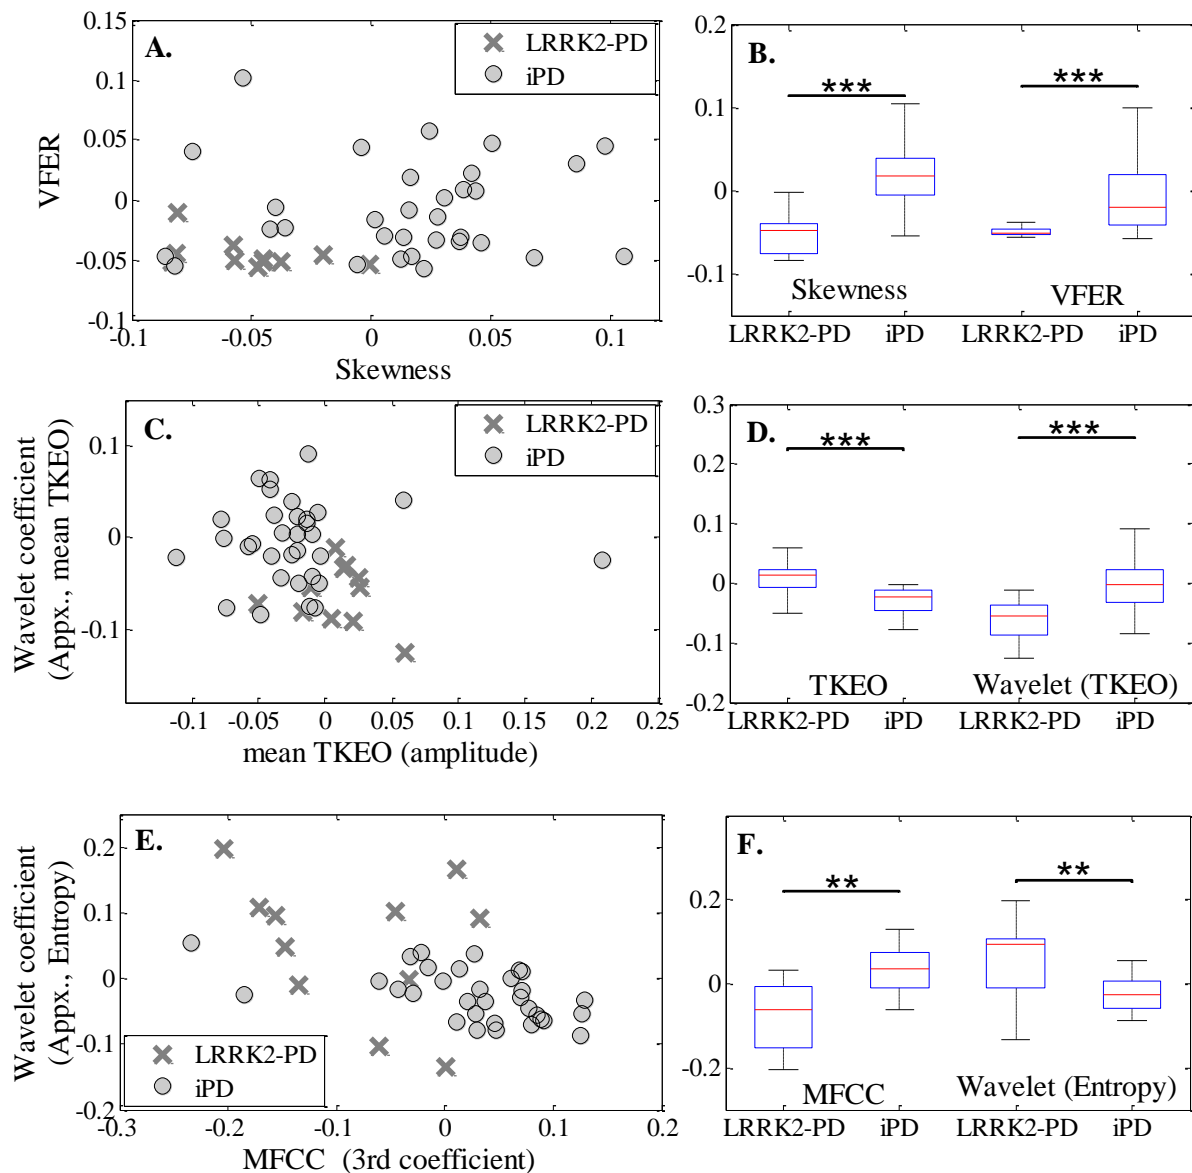 A.
LRRK2-PD
iPD
0.15
0.1
0.05
0
-0.05
-0.1
VFER
-0.1
-0.05
0
0.05
0.1
Skewness
B.
***
***
0.2
0.1
0
-0.1
Skewness
VFER
LRRK2-PD
iPD
LRRK2-PD
iPD
C.
LRRK2-PD
iPD
0.1
0
-0.1
Wavelet coefficient
(Appx., mean TKEO)
-0.1
-0.05
0
0.05
0.1
0.15
0.2
0.25
mean TKEO (amplitude)
D.
***
***
0.3
0.2
0.1
0
-0.1
-0.2
TKEO
Wavelet (TKEO)
LRRK2-PD
iPD
LRRK2-PD
iPD
E.
0.2
0.1
0
-0.1
-0.2
Wavelet coefficient
(Appx., Entropy)
LRRK2-PD
iPD
-0.3
-0.2
-0.1
0
0.1
0.2
MFCC (3rd coefficient)
F.
**
**
0.2
0
-0.2
MFCC
Wavelet (Entropy)
LRRK2-PD
iPD
LRRK2-PD
iPD